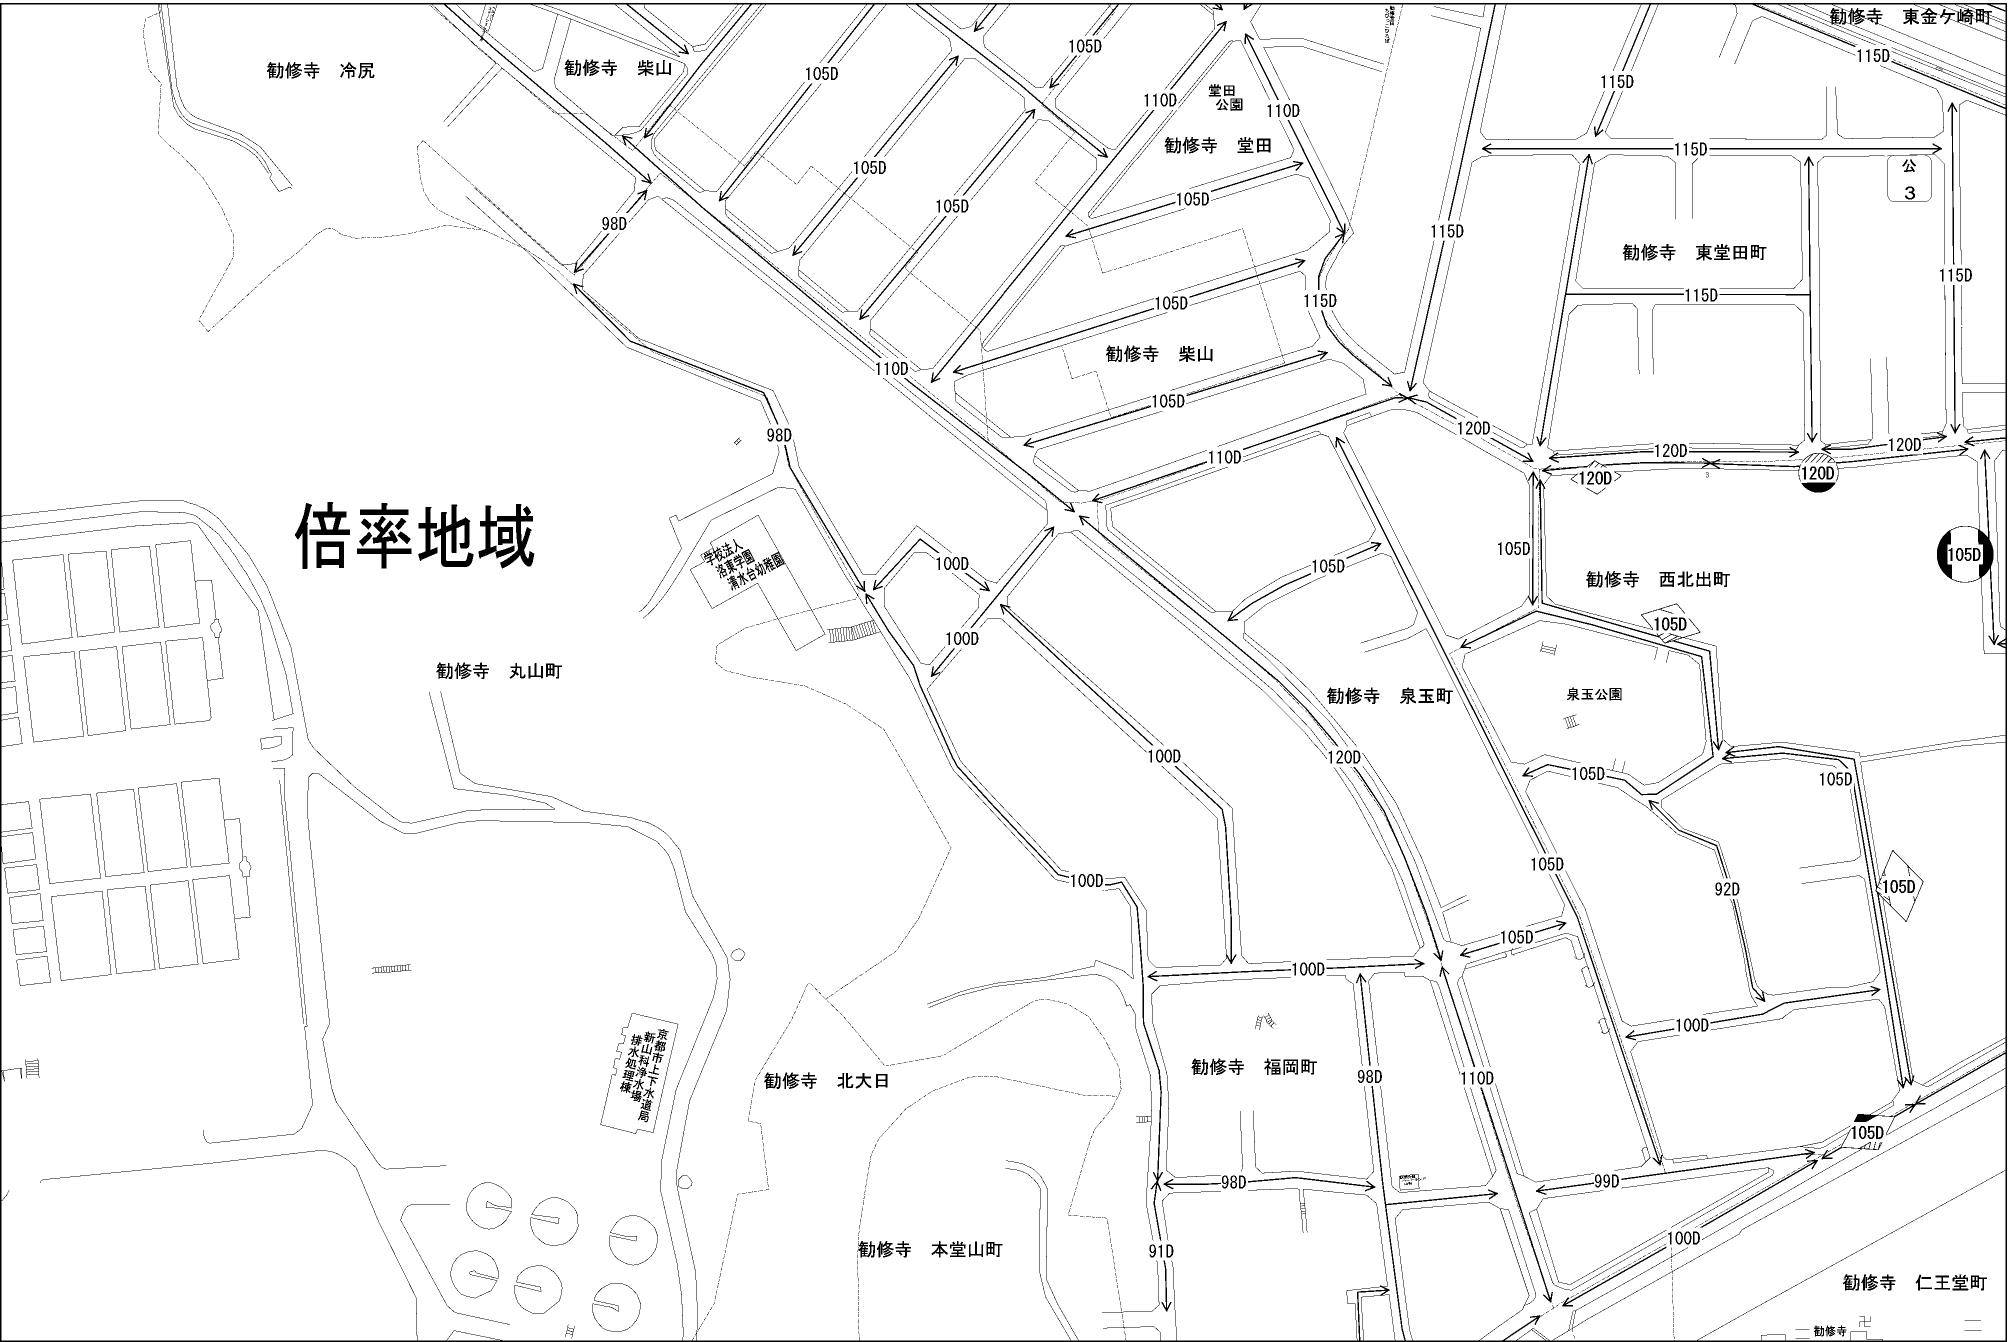 勧修寺　東金ケ崎町
115D
勧修寺　冷尻
勧修寺　柴山
105D
105D
115D
110D
堂田
公園
110D
勧修寺　堂田
115D
公
3
105D
105D
105D
98D
115D
勧修寺　東堂田町
115D
105D
115D
115D
勧修寺　柴山
110D
105D
98D
120D
110D
120D
120D
120D
120D
倍率地域
105D
105D
学校法人
洛東学園
清水台幼稚園
100D
105D
勧修寺　西北出町
105D
100D
勧修寺　丸山町
勧修寺　泉玉町
泉玉公園
100D
120D
105D
105D
105D
100D
92D
105D
105D
100D
100D
京都市上下水道局
新山科浄水場
排水処理棟
勧修寺　北大日
勧修寺　福岡町
98D
110D
105D
98D
99D
勧修寺　本堂山町
91D
100D
勧修寺　仁王堂町
勧修寺